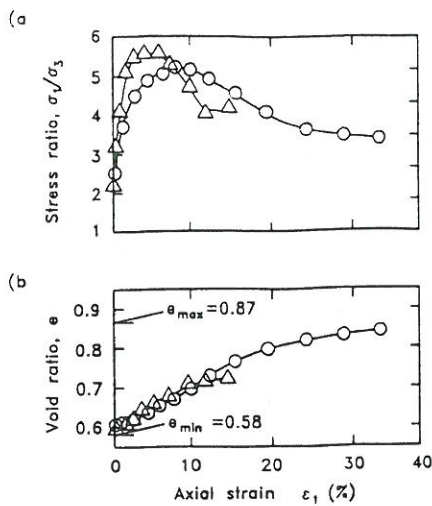 (a
Stress ratio, σ₁/σ₃
6
5
4
3
2
1
(b)
Void ratio, e
0.9
0.8
0.7
0.6
e max =0.87
e min =0.58
0 10 20 30 40
Axial strain ε₁ (%)